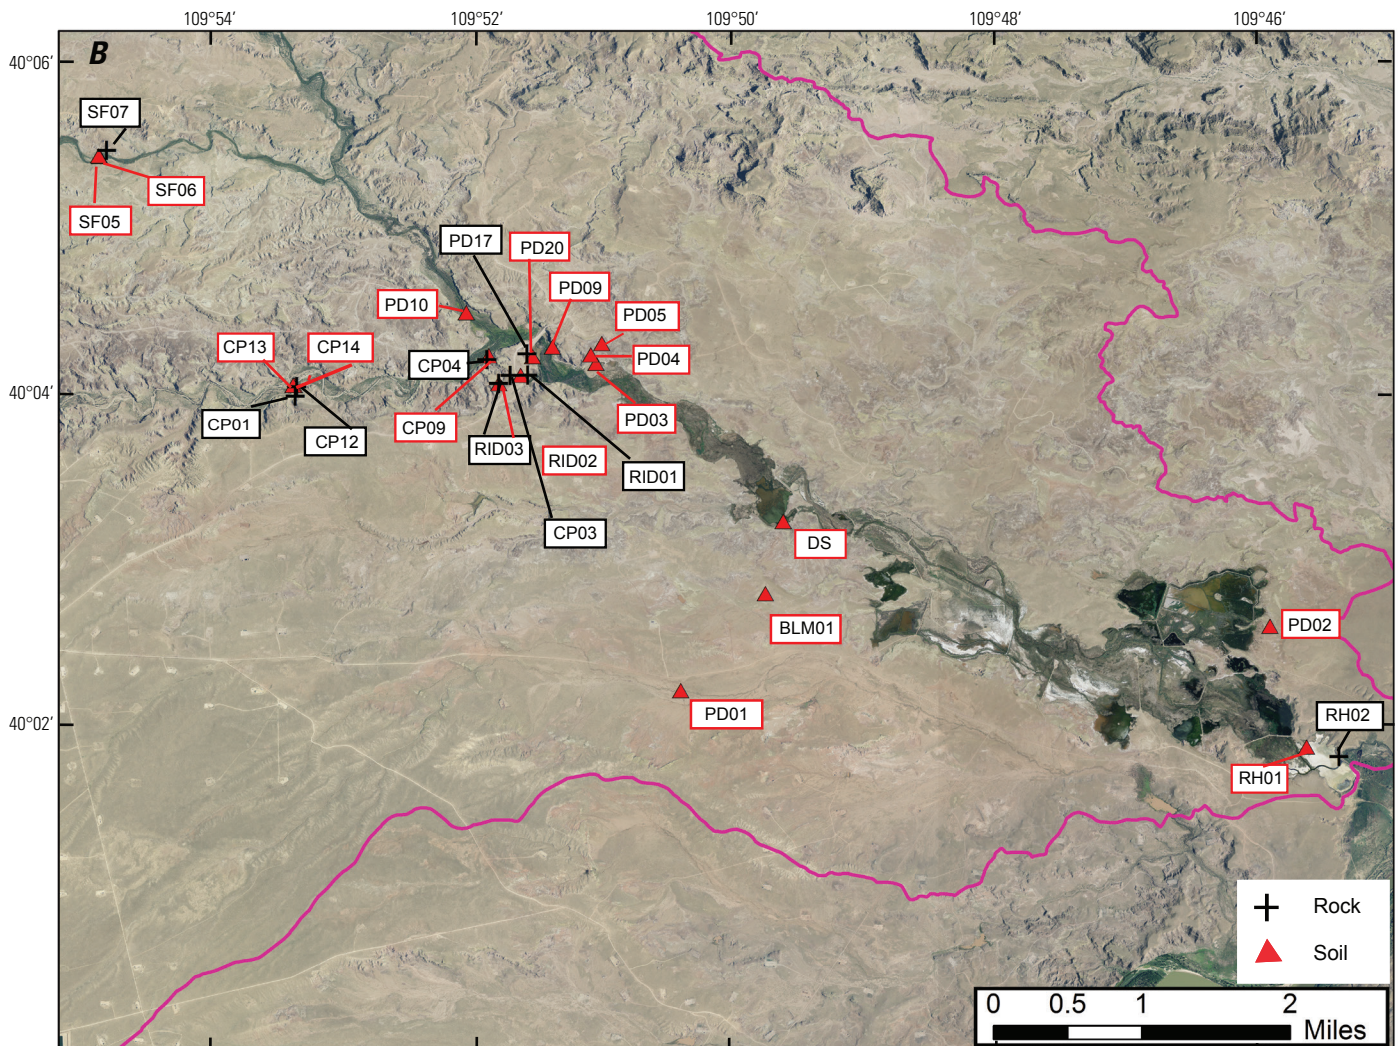 109°54′ 109°52′ 109°50′ 109°48′ 109°46′
B
40°06′
SF07
SF06
SF05
PD17
PD20
PD09
PD10
PD05
CP13
CP14
CP04
PD04
40°04′
CP01
CP12
CP09
PD03
RID03
RID02
RID01
CP03
DS
BLM01
PD02
PD01
40°02′
RH02
RH01
Rock
Soil
0 0.5 1 2
Miles